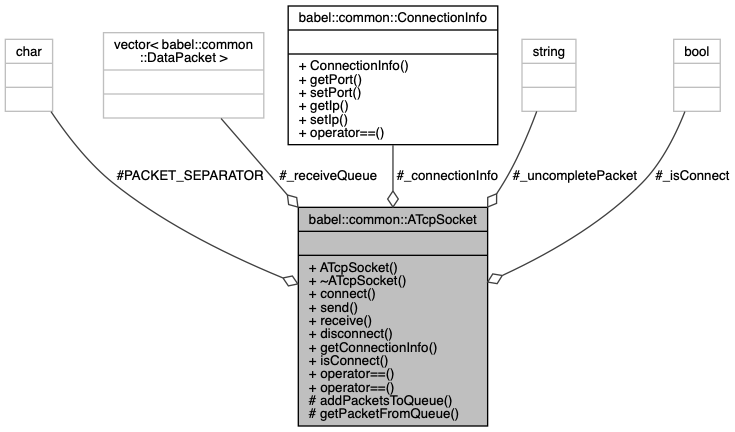 babel::common::ConnectionInfo
+ ConnectionInfo()
+ getPort()
+ setPort()
+ getIp()
+ setIp()
+ operator==()
char
vector< babel::common
::DataPacket >
string
bool
#PACKET_SEPARATOR
#_receiveQueue
#_connectionInfo
#_uncompletePacket
#_isConnect
babel::common::ATcpSocket
+ ATcpSocket()
+ ~ATcpSocket()
+ connect()
+ send()
+ receive()
+ disconnect()
+ getConnectionInfo()
+ isConnect()
+ operator==()
+ operator==()
# addPacketsToQueue()
# getPacketFromQueue()